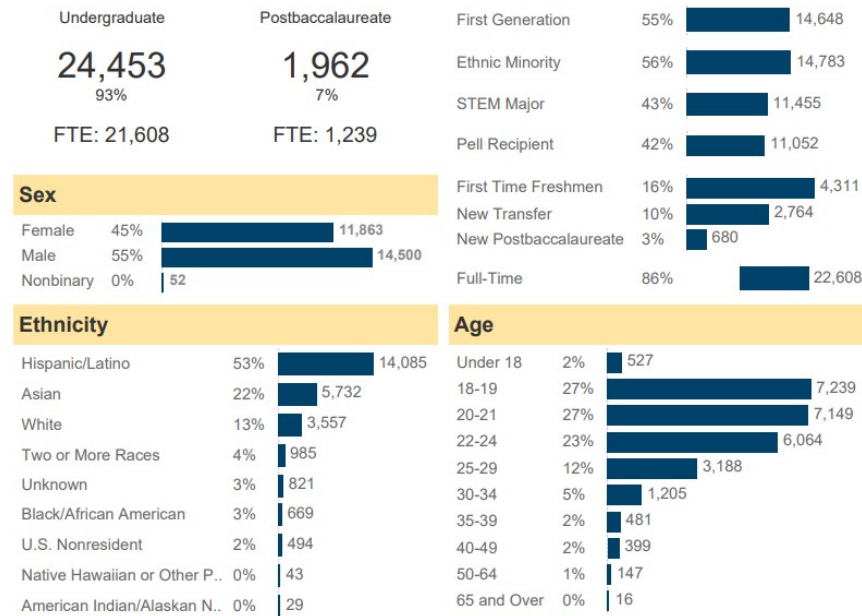 Undergraduate
24,453
93%
FTE: 21,608
Postbaccalaureate
1,962
7%
FTE: 1,239
First Generation 55% 14,648
Ethnic Minority 56% 14,783
STEM Major 43% 11,455
Pell Recipient 42% 11,052
First Time Freshmen 16% 4,311
New Transfer 10% 2,764
New Postbaccalaureate 3% 680
Full-Time 86% 22,608
Sex
Female 45% 11,863
Male 55% 14,500
Nonbinary 0% 52
Ethnicity
Hispanic/Latino 53% 14,085
Asian 22% 5,732
White 13% 3,557
Two or More Races 4% 985
Unknown 3% 821
Black/African American 3% 669
U.S. Nonresident 2% 494
Native Hawaiian or Other P.. 0% 43
American Indian/Alaskan N.. 0% 29
Age
Under 18 2% 527
18-19 27% 7,239
20-21 27% 7,149
22-24 23% 6,064
25-29 12% 3,188
30-34 5% 1,205
35-39 2% 481
40-49 2% 399
50-64 1% 147
65 and Over 0% 16